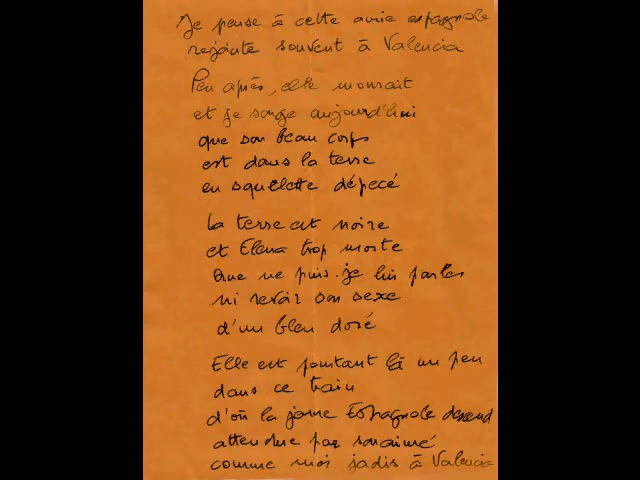 Je pense à cette amie espagnole
rejointe souvent à Valencia
Peu après, elle mourait
et je songe aujourd'hui
que son beau corps
est dans la terre
en squelette dépecé
La terre est noire
et Elena trop morte
Que ne puis-je lui parler
ni revoir son sexe
d'un bleu doré
Elle est pourtant là un peu
dans ce train
d'où la jeune Espagnole descend
attendue par son aimé
comme moi jadis à Valencia